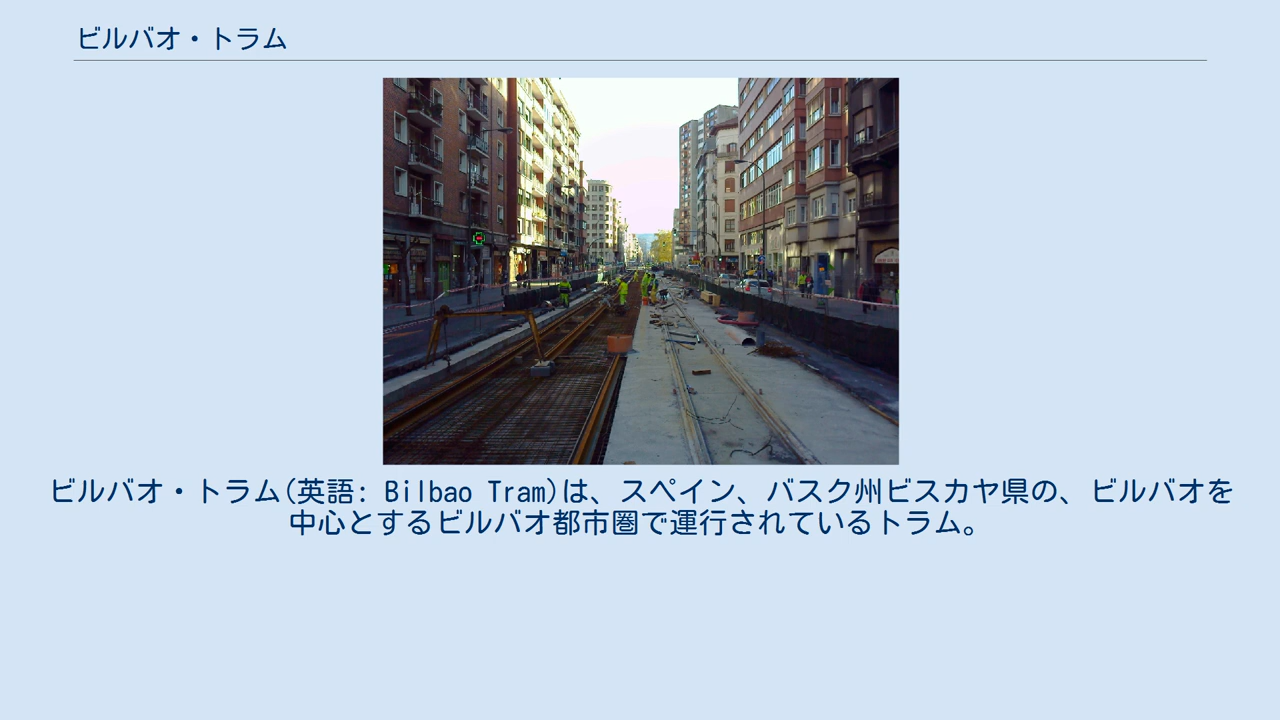 ビルバオ・トラム
ビルバオ・トラム(英語: Bilbao Tram)は、スペイン、バスク州ビスカヤ県の、ビルバオを
中心とするビルバオ都市圏で運行されているトラム。